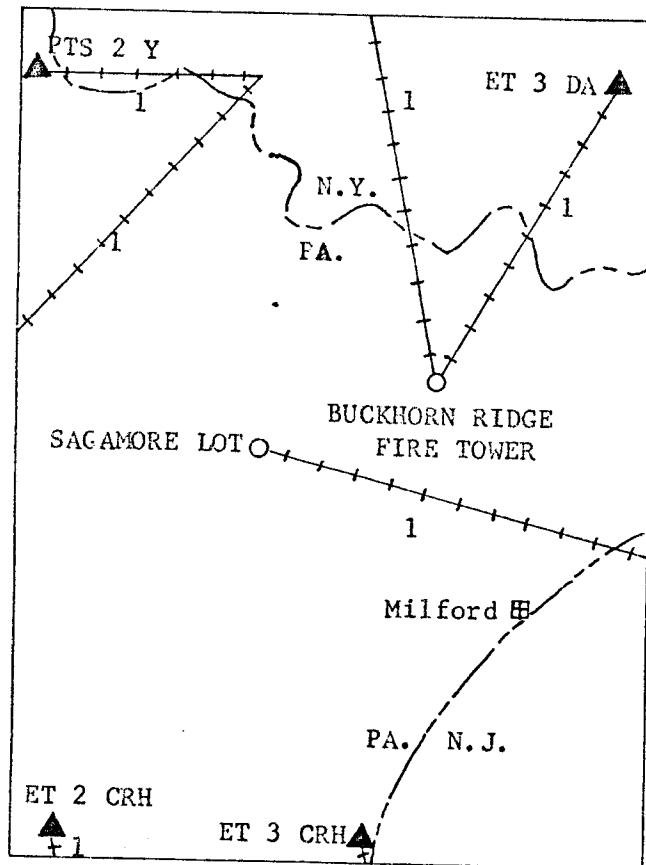 PTS 2 Y
1
1
ET 3 DA
1
1
N.Y.
PA.
BUCKHORN RIDGE
FIRE TOWER
SAGAMORE LOT
1
Milford
PA. N.J.
ET 2 CRH
1
ET 3 CRH